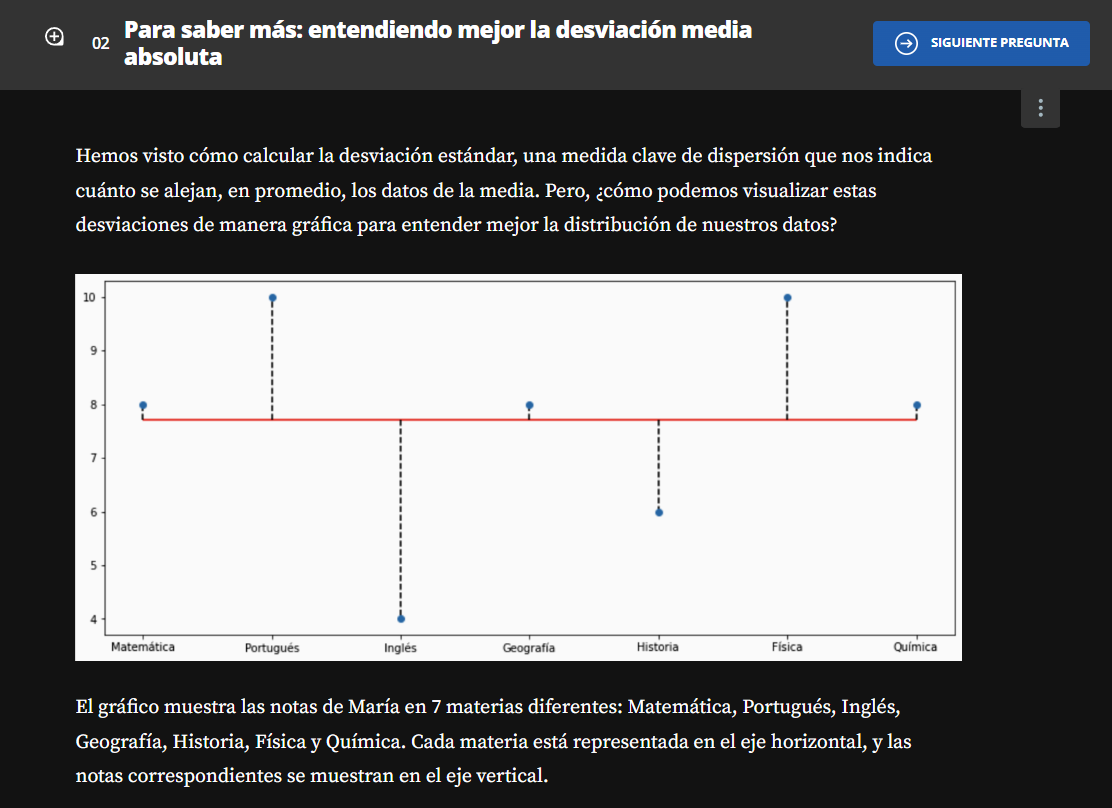 02
Para saber más: entendiendo mejor la desviación media
absoluta
SIGUIENTE PREGUNTA
Hemos visto cómo calcular la desviación estándar, una medida clave de dispersión que nos indica
cuánto se alejan, en promedio, los datos de la media. Pero, ¿cómo podemos visualizar estas
desviaciones de manera gráfica para entender mejor la distribución de nuestros datos?
10
9
8
7
6
5
4
Matemática Portugués Inglés Geografía Historia Física Química
El gráfico muestra las notas de María en 7 materias diferentes: Matemática, Portugués, Inglés,
Geografía, Historia, Física y Química. Cada materia está representada en el eje horizontal, y las
notas correspondientes se muestran en el eje vertical.